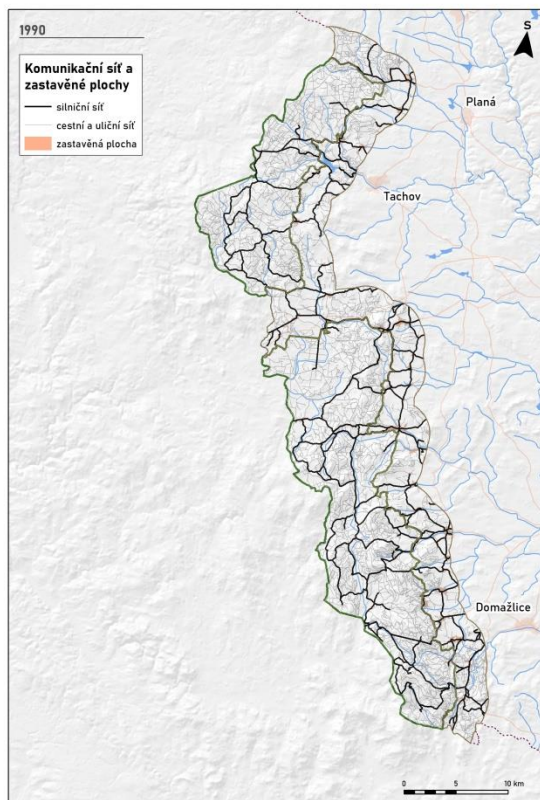 1990
Komunikační síť a
zastavěné plochy
silniční síť
cestní a uliční síť
zastavěná plocha
S
Planá
Tachov
Domažlice
0 5 10 km